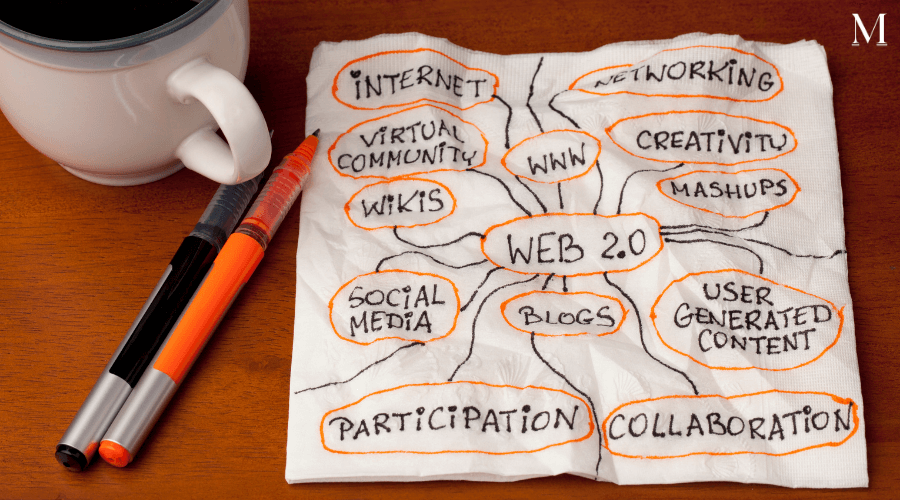 M
INTERNET
NETWORKING
VIRTUAL
COMMUNITY
WWW
CREATIVITY
WIKIS
MASHUPS
WEB 2.0
SOCIAL
MEDIA
BLOGS
USER
GENERATED
CONTENT
PARTICIPATION
COLLABORATION